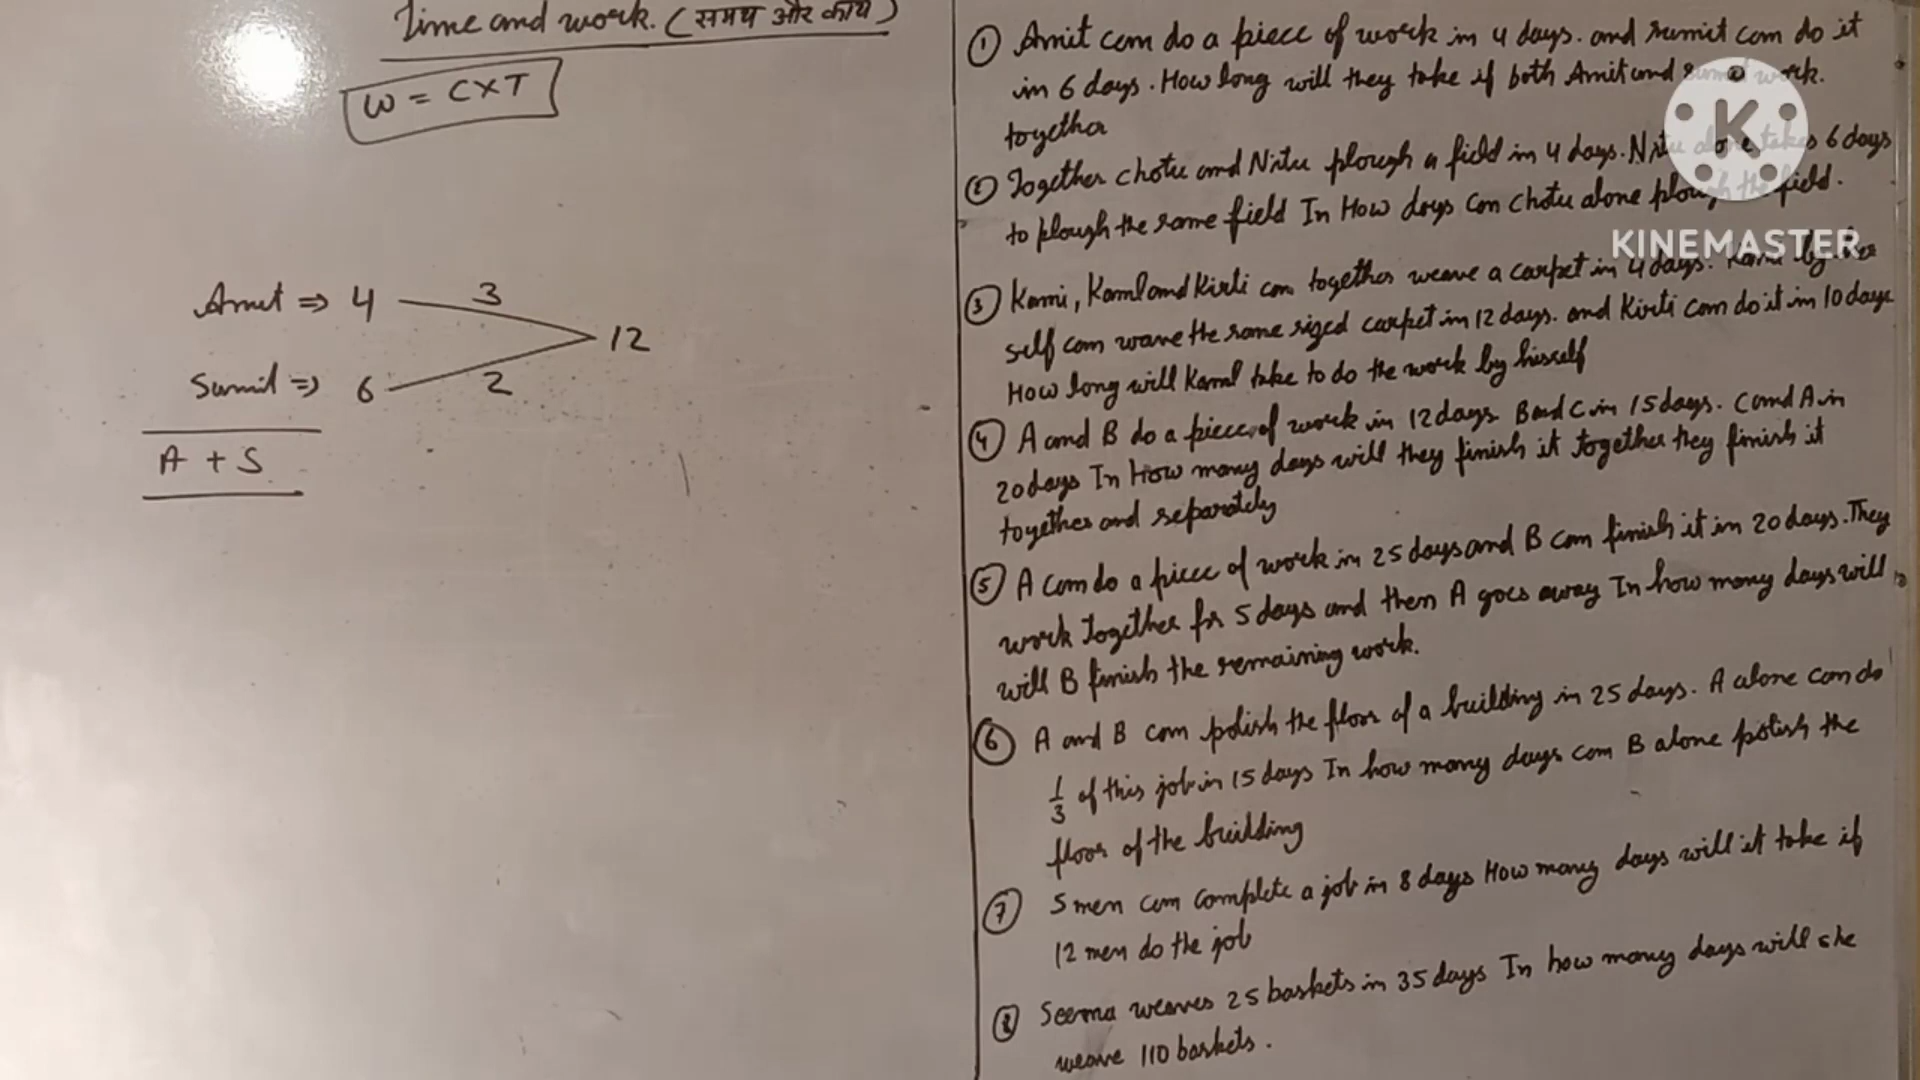 Time and work. (समय और कार्य)
W = C×T
Amit ⇒ 4 3
12
Sumit ⇒ 6 2
A + S
① Amit can do a piece of work in 4 days. and sumit can do it
in 6 days. How long will they take if both Amit and work.
together
② Together chotu and Nitu plough a field in 4 days. Nitu alone takes 6 days
to plough the same field In How days can chotu alone plough the field.
③ Kami, Kaml and Kirti can together weave a carpet in 4 days. Kami by her
self can wave the same sized carpet in 12 days. and Kirti can do it in 10 days
How long will Kaml take to do the work by hisself
④ A and B do a piece of work in 12 days B and C in 15 days. C and A in
20 days In How many days will they finish it together they finish it
together and separately
⑤ A can do a piece of work in 25 days and B can finish it in 20 days. They
work together for 5 days and then A goes away In how many days will
will B finish the remaining work.
⑥ A and B can polish the floor of a building in 25 days. A alone can do
1/3 of this job in 15 days In how many days can B alone polish the
floor of the building
⑦ 5 men can complete a job in 8 days How many days will it take if
12 men do the job
⑧ Seema weaves 25 baskets in 35 days In how many days will she
weave 110 baskets.
K
KINEMASTER